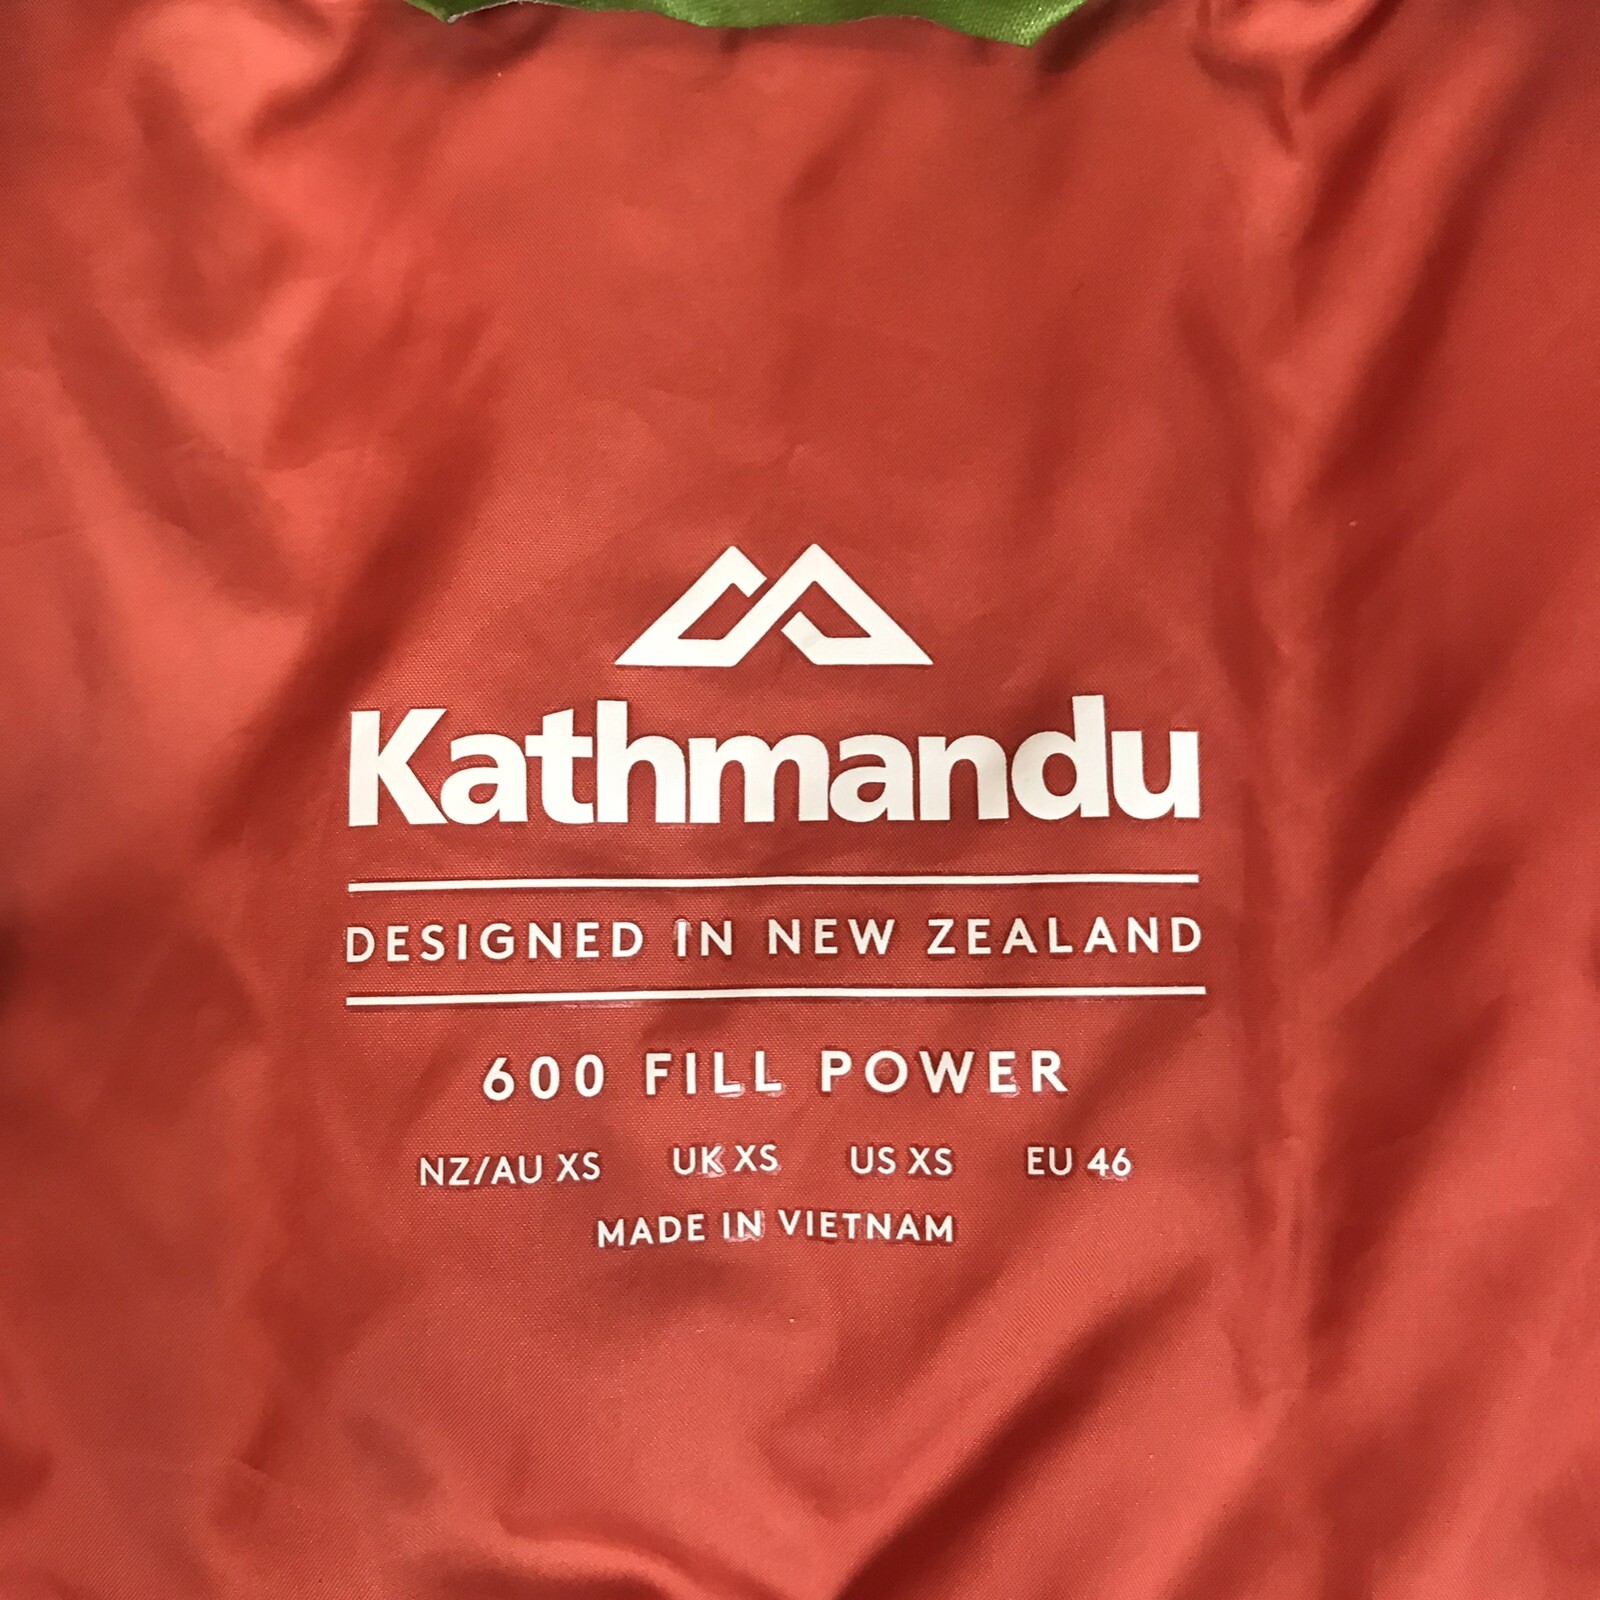 Kathmandu
DESIGNED IN NEW ZEALAND
600 FILL POWER
NZ/AU XS UK XS US XS EU 46
MADE IN VIETNAM